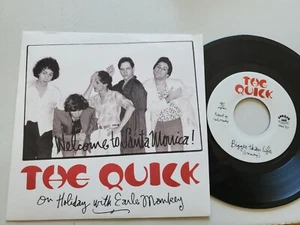 Welcome to Santa Monica!
THE QUICK
on Holiday with Earle Mankey
THE
QUICK
Bigger than Life